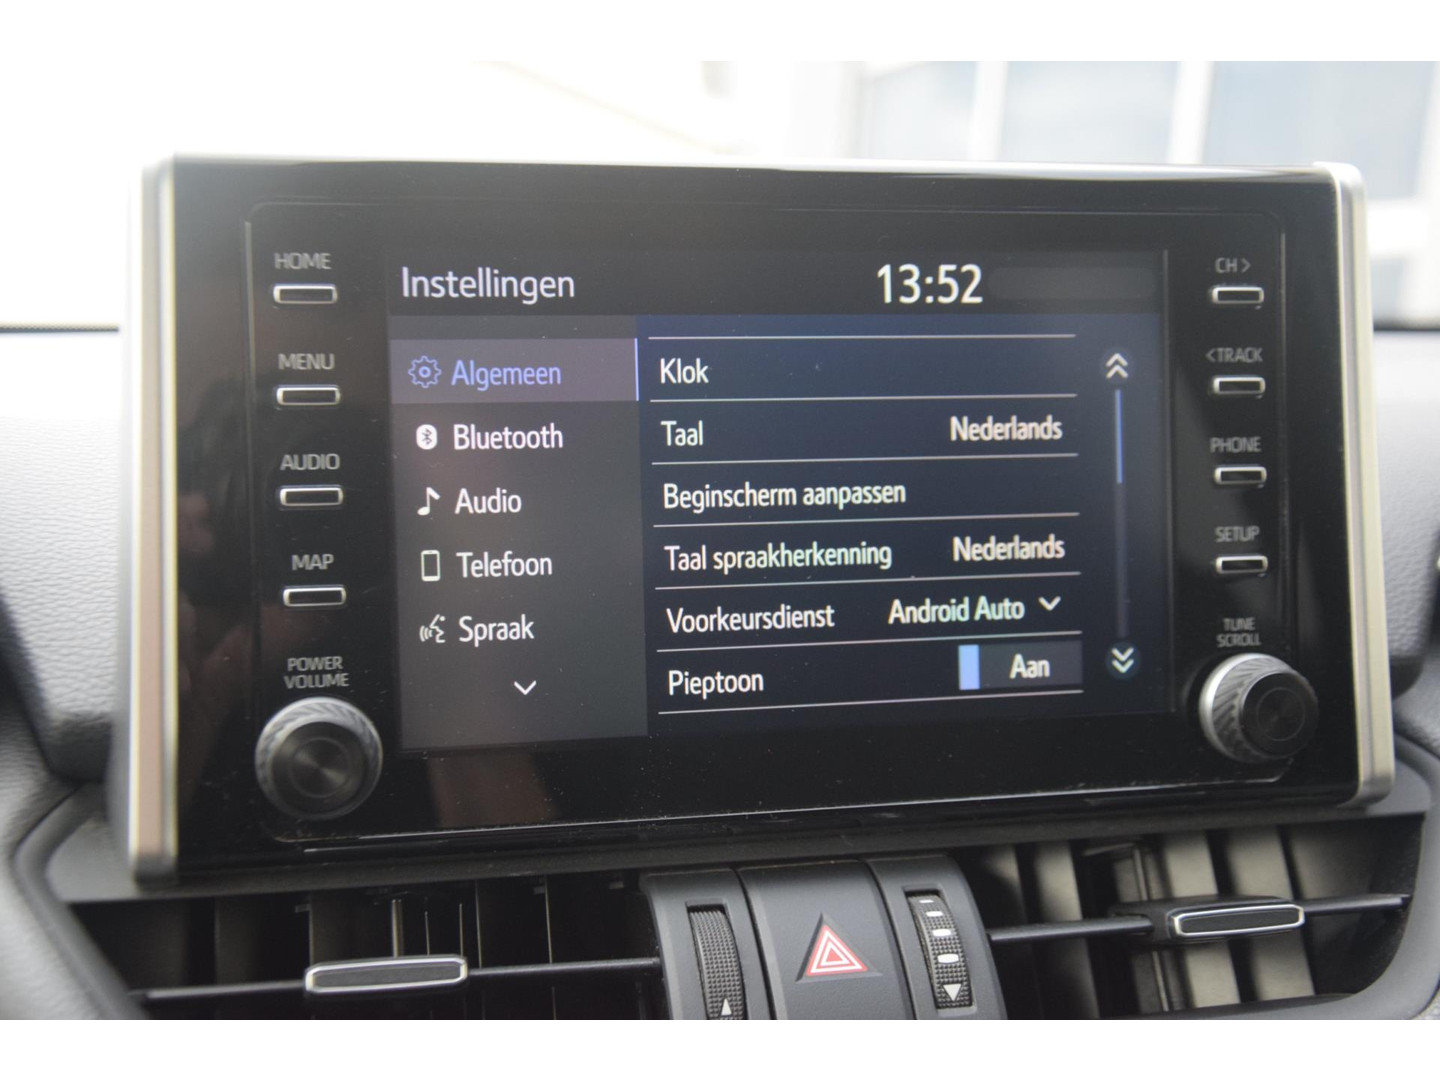 HOME
MENU
AUDIO
MAP
POWER
VOLUME
Instellingen
13:52
Algemeen
Bluetooth
Audio
Telefoon
Spraak
Klok
Taal Nederlands
Beginscherm aanpassen
Taal spraakherkenning Nederlands
Voorkeursdienst Android Auto
Pieptoon Aan
CH >
< TRACK
PHONE
SETUP
TUNE
SCROLL